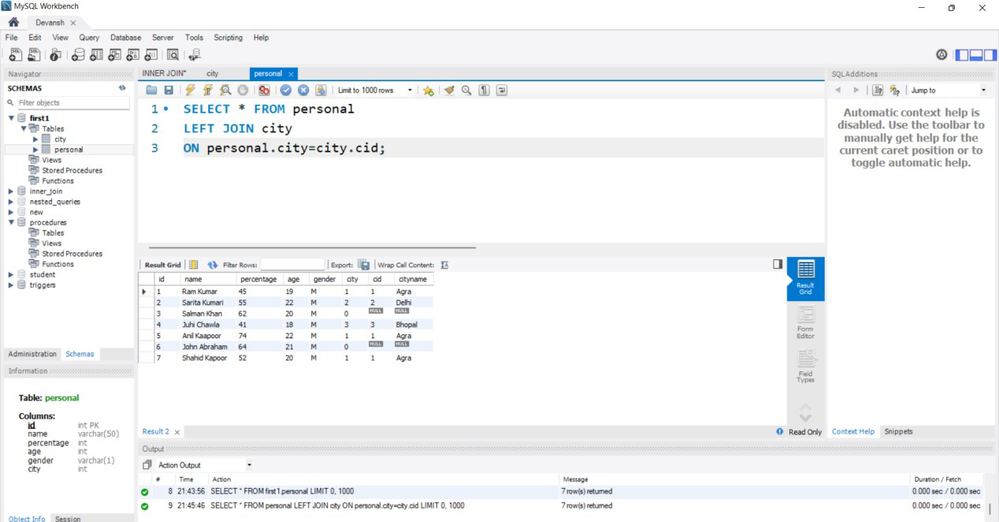 MySQL Workbench
Devansh
File Edit View Query Database Server Tools Scripting Help
Navigator
SCHEMAS
Filter objects
first1
Tables
city
personal
Views
Stored Procedures
Functions
inner_join
nested_queries
new
procedures
Tables
Views
Stored Procedures
Functions
student
triggers
Administration Schemas
Information
Table: personal
Columns:
id int PK
name varchar(50)
percentage int
age int
gender varchar(1)
city int
Object Info Session
INNER JOIN* city personal
Limit to 1000 rows
1 SELECT * FROM personal
2 LEFT JOIN city
3 ON personal.city=city.cid;
Result Grid Filter Rows: Export: Wrap Cell Content:
id name percentage age gender city cid cityname
1 Ram Kumar 45 19 M 1 1 Agra
2 Sarita Kumari 55 22 M 2 2 Delhi
3 Salman Khan 62 20 M 0 NULL NULL
4 Juhi Chawla 41 18 M 3 3 Bhopal
5 Anil Kaapoor 74 22 M 1 1 Agra
6 John Abraham 64 21 M 0 NULL NULL
7 Shahid Kapoor 52 20 M 1 1 Agra
Result
Grid
Form
Editor
Field
Types
Result 2 Read Only
Output
Action Output
# Time Action Message Duration / Fetch
8 21:43:56 SELECT * FROM first1.personal LIMIT 0, 1000 7 row(s) returned 0.000 sec / 0.000 sec
9 21:45:46 SELECT * FROM personal LEFT JOIN city ON personal.city=city.cid LIMIT 0, 1000 7 row(s) returned 0.000 sec / 0.000 sec
SQLAdditions
Jump to
Automatic context help is
disabled. Use the toolbar to
manually get help for the
current caret position or to
toggle automatic help.
Context Help Snippets